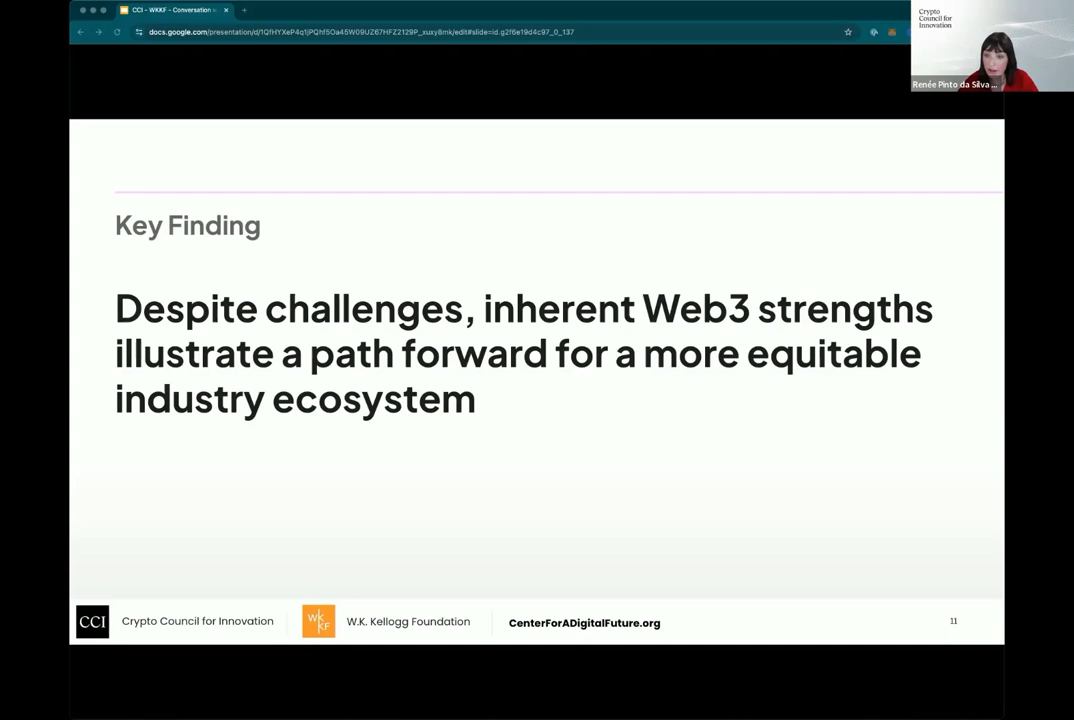 CCI - WKKF - Conversation s
docs.google.com/presentation/d/1QfHYXeP4q1jPQhf5Oa45W09UZ67HFZ2129P_xuxy8mk/edit#slide=id.g2f6e19d4c97_0_137
Crypto
Council for
Innovation
Renée Pinto da Silva ...
Key Finding
Despite challenges, inherent Web3 strengths
illustrate a path forward for a more equitable
industry ecosystem
CCI Crypto Council for Innovation WKKF W.K. Kellogg Foundation CenterForADigitalFuture.org 11